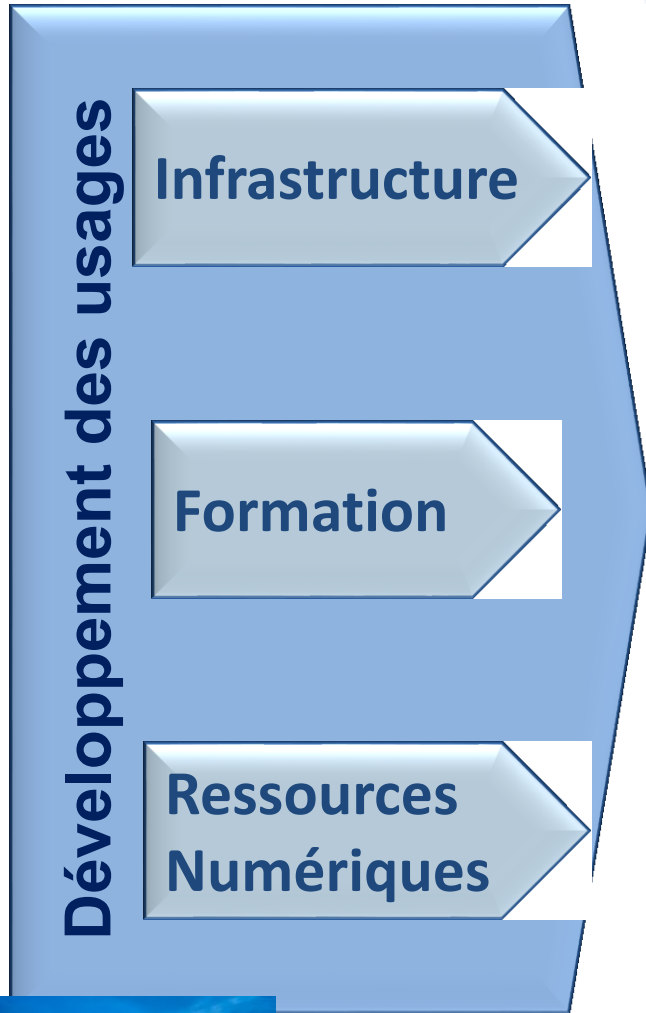 Développement des usages
Infrastructure
Formation
Ressources
Numériques